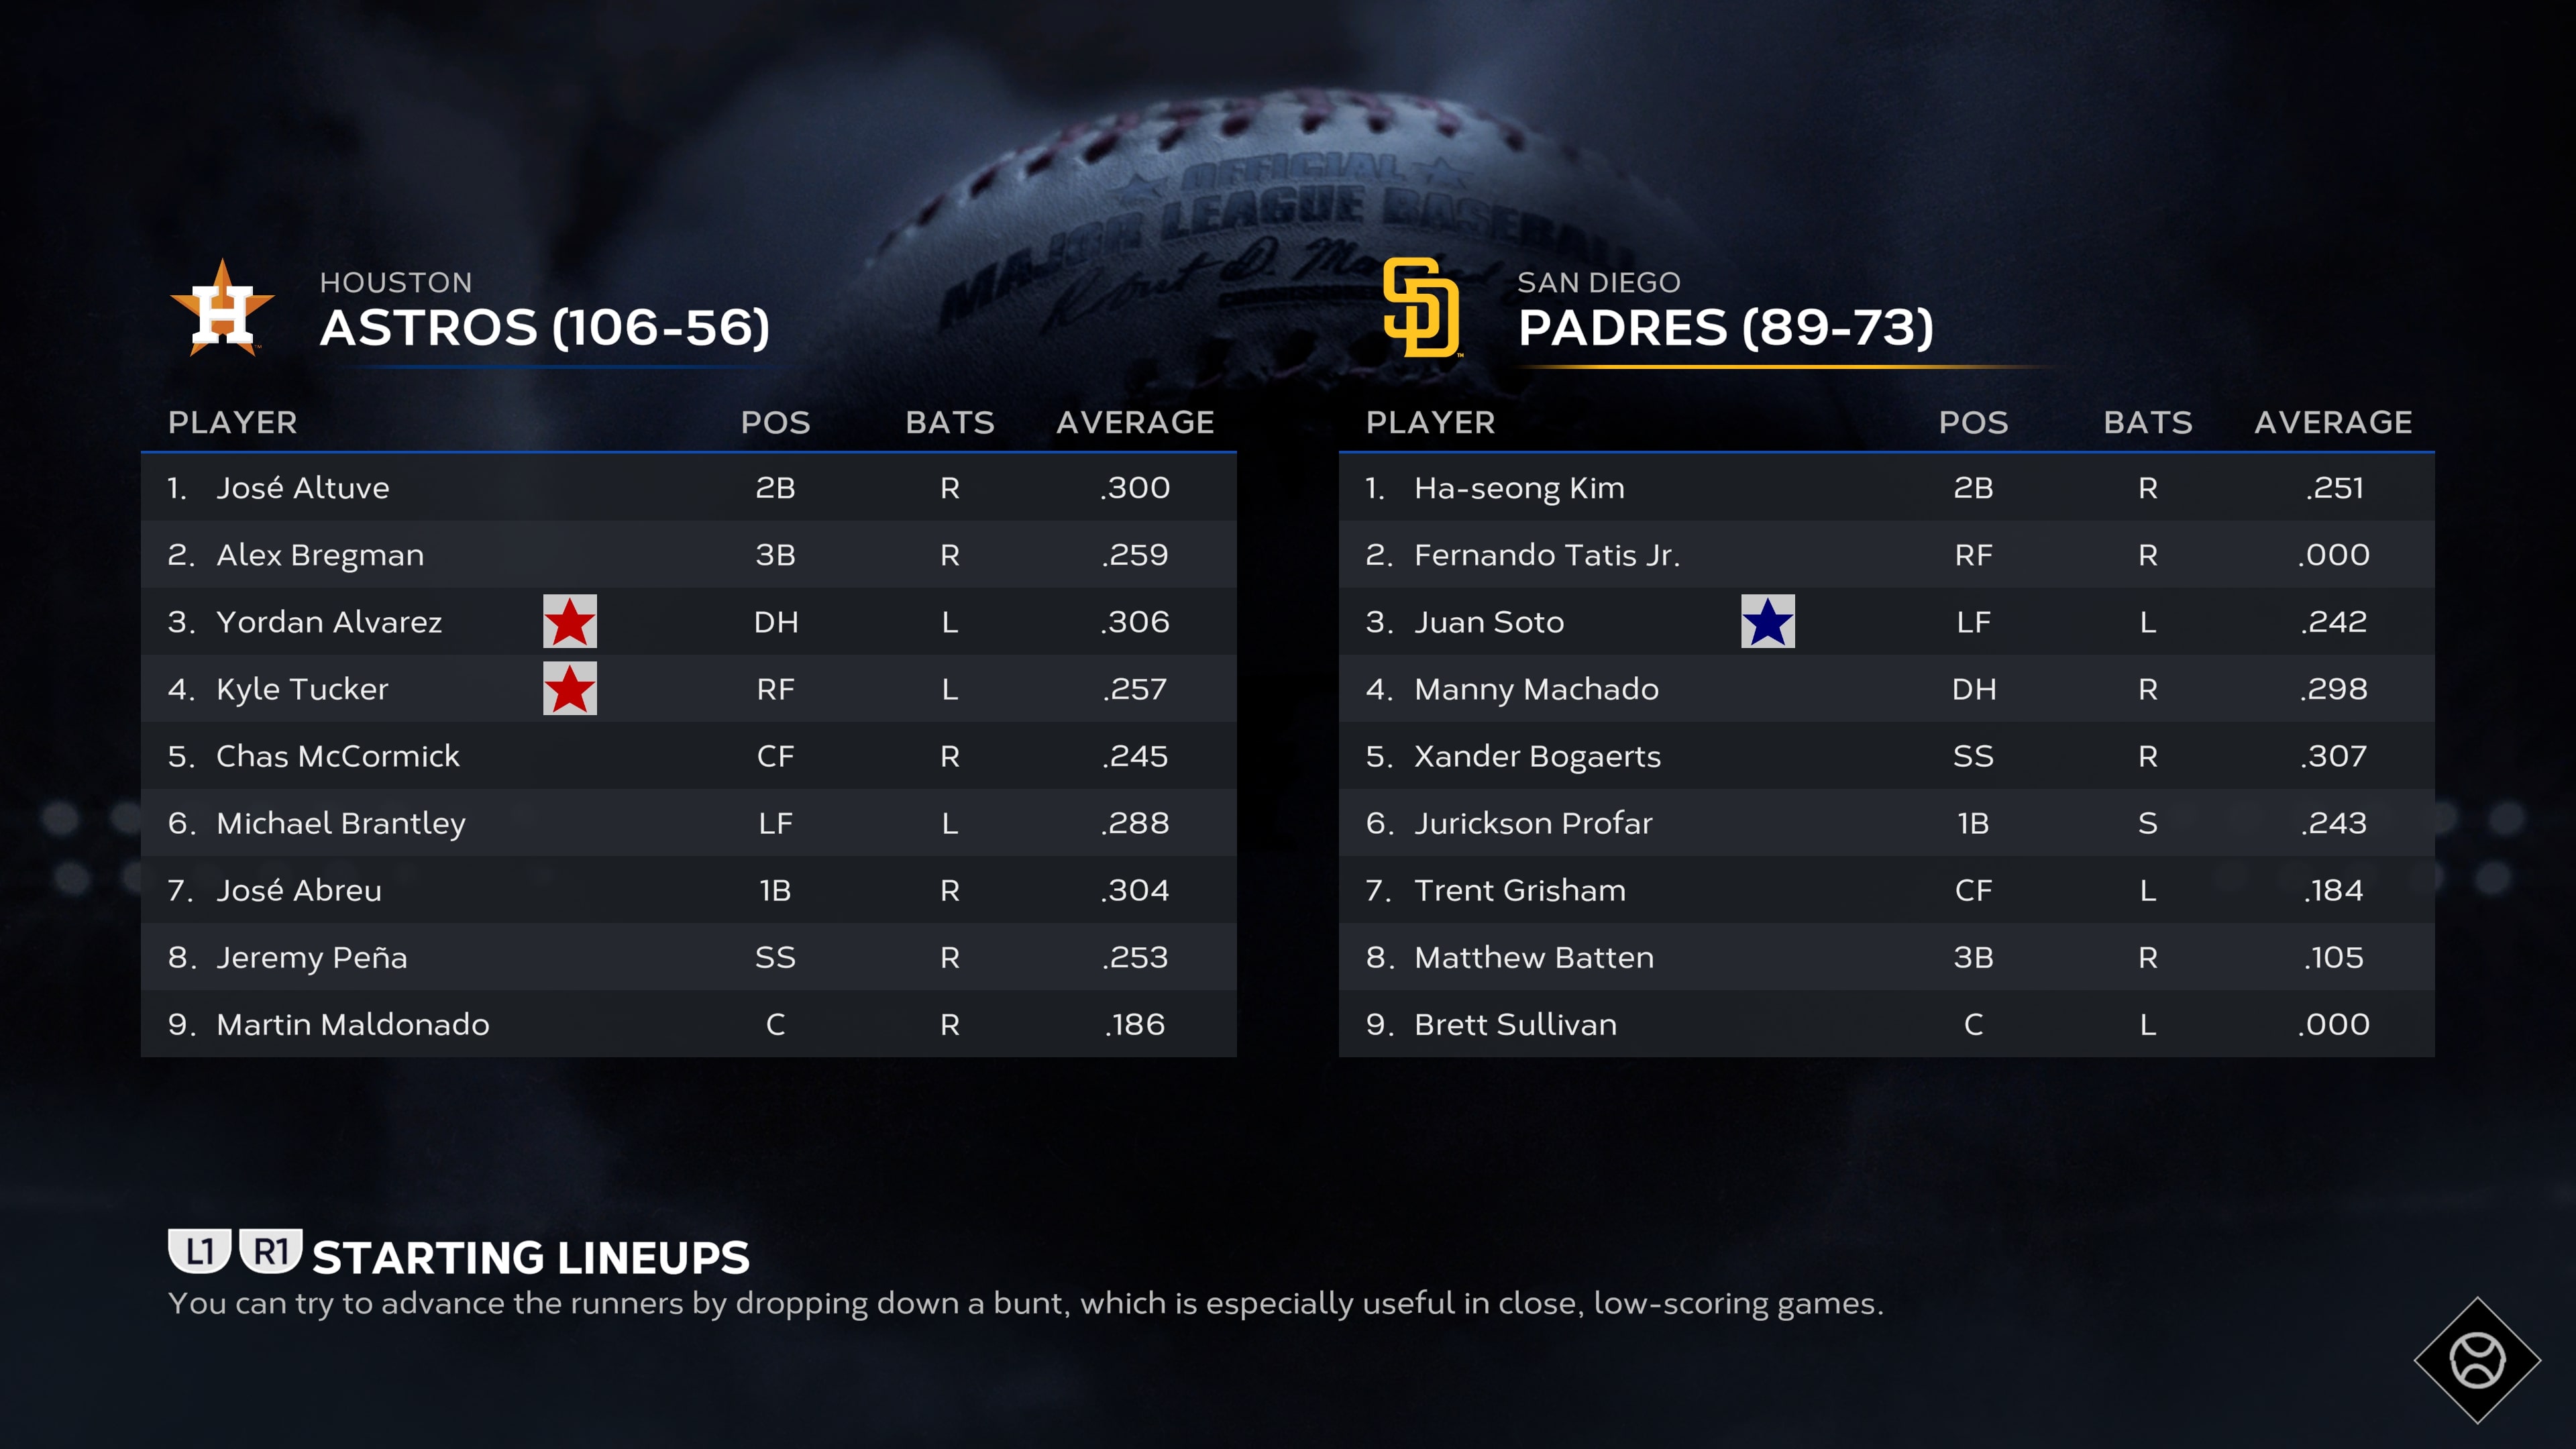 OFFICIAL
MAJOR LEAGUE BASEBALL
HOUSTON
ASTROS (106-56)
PLAYER POS BATS AVERAGE
1. José Altuve 2B R .300
2. Alex Bregman 3B R .259
3. Yordan Alvarez DH L .306
4. Kyle Tucker RF L .257
5. Chas McCormick CF R .245
6. Michael Brantley LF L .288
7. José Abreu 1B R .304
8. Jeremy Peña SS R .253
9. Martin Maldonado C R .186
SD
SAN DIEGO
PADRES (89-73)
PLAYER POS BATS AVERAGE
1. Ha-seong Kim 2B R .251
2. Fernando Tatis Jr. RF R .000
3. Juan Soto LF L .242
4. Manny Machado DH R .298
5. Xander Bogaerts SS R .307
6. Jurickson Profar 1B S .243
7. Trent Grisham CF L .184
8. Matthew Batten 3B R .105
9. Brett Sullivan C L .000
L1 R1 STARTING LINEUPS
You can try to advance the runners by dropping down a bunt, which is especially useful in close, low-scoring games.